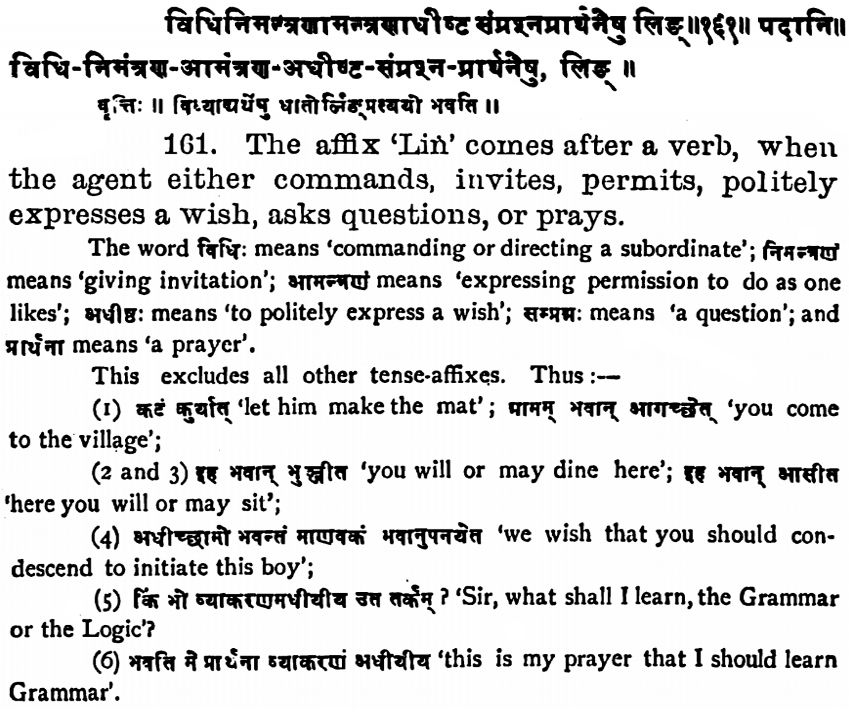 विधिनिमन्त्रणामन्त्रणाधीष्ट संप्रश्नप्रार्थनेषु लिङ्॥१६१॥ पदानि॥
विधि-निमंत्रण-आमंत्रण-अधीष्ट-संप्रश्न-प्रार्थनेषु, लिङ् ॥
वृत्तिः ॥ विध्याद्यर्थेषु धातोर्लिङ्प्रत्ययो भवति ॥
161. The affix ‘Liṅ’ comes after a verb, when
the agent either commands, invites, permits, politely
expresses a wish, asks questions, or prays.
The word विधिः means ‘commanding or directing a subordinate’; निमन्त्रणं
means ‘giving invitation’; आमन्त्रणं means ‘expressing permission to do as one
likes’; अधीष्ठः means ‘to politely express a wish’; सम्प्रश्नः means ‘a question’; and
प्रार्थना means ‘a prayer’.
This excludes all other tense-affixes. Thus :—
(1) कटं कुर्यात् ‘let him make the mat’ ; ग्रामम् भवान् आगच्छेत् ‘you come
to the village’;
(2 and 3) इह भवान् भुञ्जीत ‘you will or may dine here’; इह भवान् आसीत
‘here you will or may sit’;
(4) अधीच्छामो भवन्तं माणवकं भवानुपनयेत ‘we wish that you should con-
descend to initiate this boy’;
(5) किं भो व्याकरणमधीयीय उत तर्कम् ? ‘Sir, what shall I learn, the Grammar
or the Logic’?
(6) भवति मे प्रार्थना व्याकरणं अधीयीय ‘this is my prayer that I should learn
Grammar’.